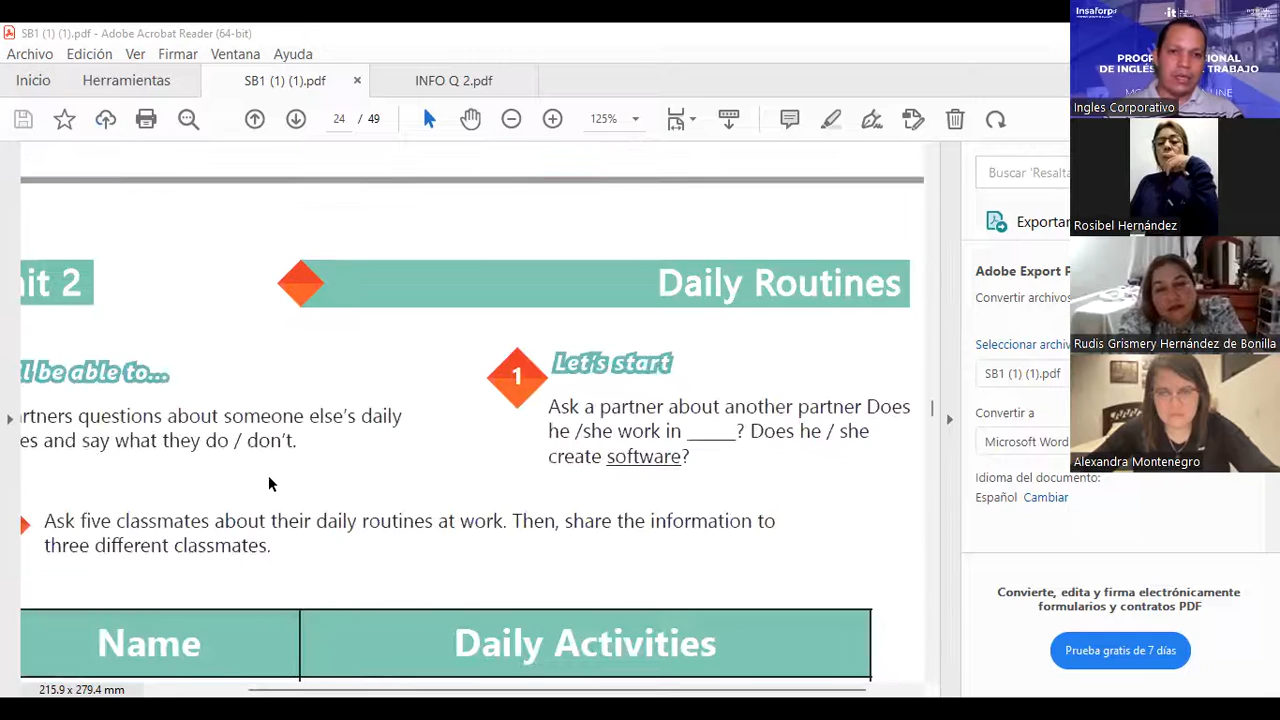 SB1 (1) (1).pdf - Adobe Acrobat Reader (64-bit)
Archivo Edición Ver Firmar Ventana Ayuda
Inicio Herramientas SB1 (1) (1).pdf × INFO Q 2.pdf
24 / 49 125%
it 2
Daily Routines
ll be able to...
artners questions about someone else's daily
es and say what they do / don't.
1 Let's start
Ask a partner about another partner Does
he /she work in _____? Does he / she
create software?
Ask five classmates about their daily routines at work. Then, share the information to
three different classmates.
Name Daily Activities
215.9 x 279.4 mm
Buscar 'Resalta
Exportar
Adobe Export P
Convertir archivos
Seleccionar archiv
SB1 (1) (1).pdf
Convertir a
Microsoft Word
Idioma del documento:
Español Cambiar
Convierte, edita y firma electrónicamente
formularios y contratos PDF
Prueba gratis de 7 días
Insaforp
Ingles Corporativo
Rosibel Hernández
Rudis Grismery Hernández de Bonilla
Alexandra Montenegro